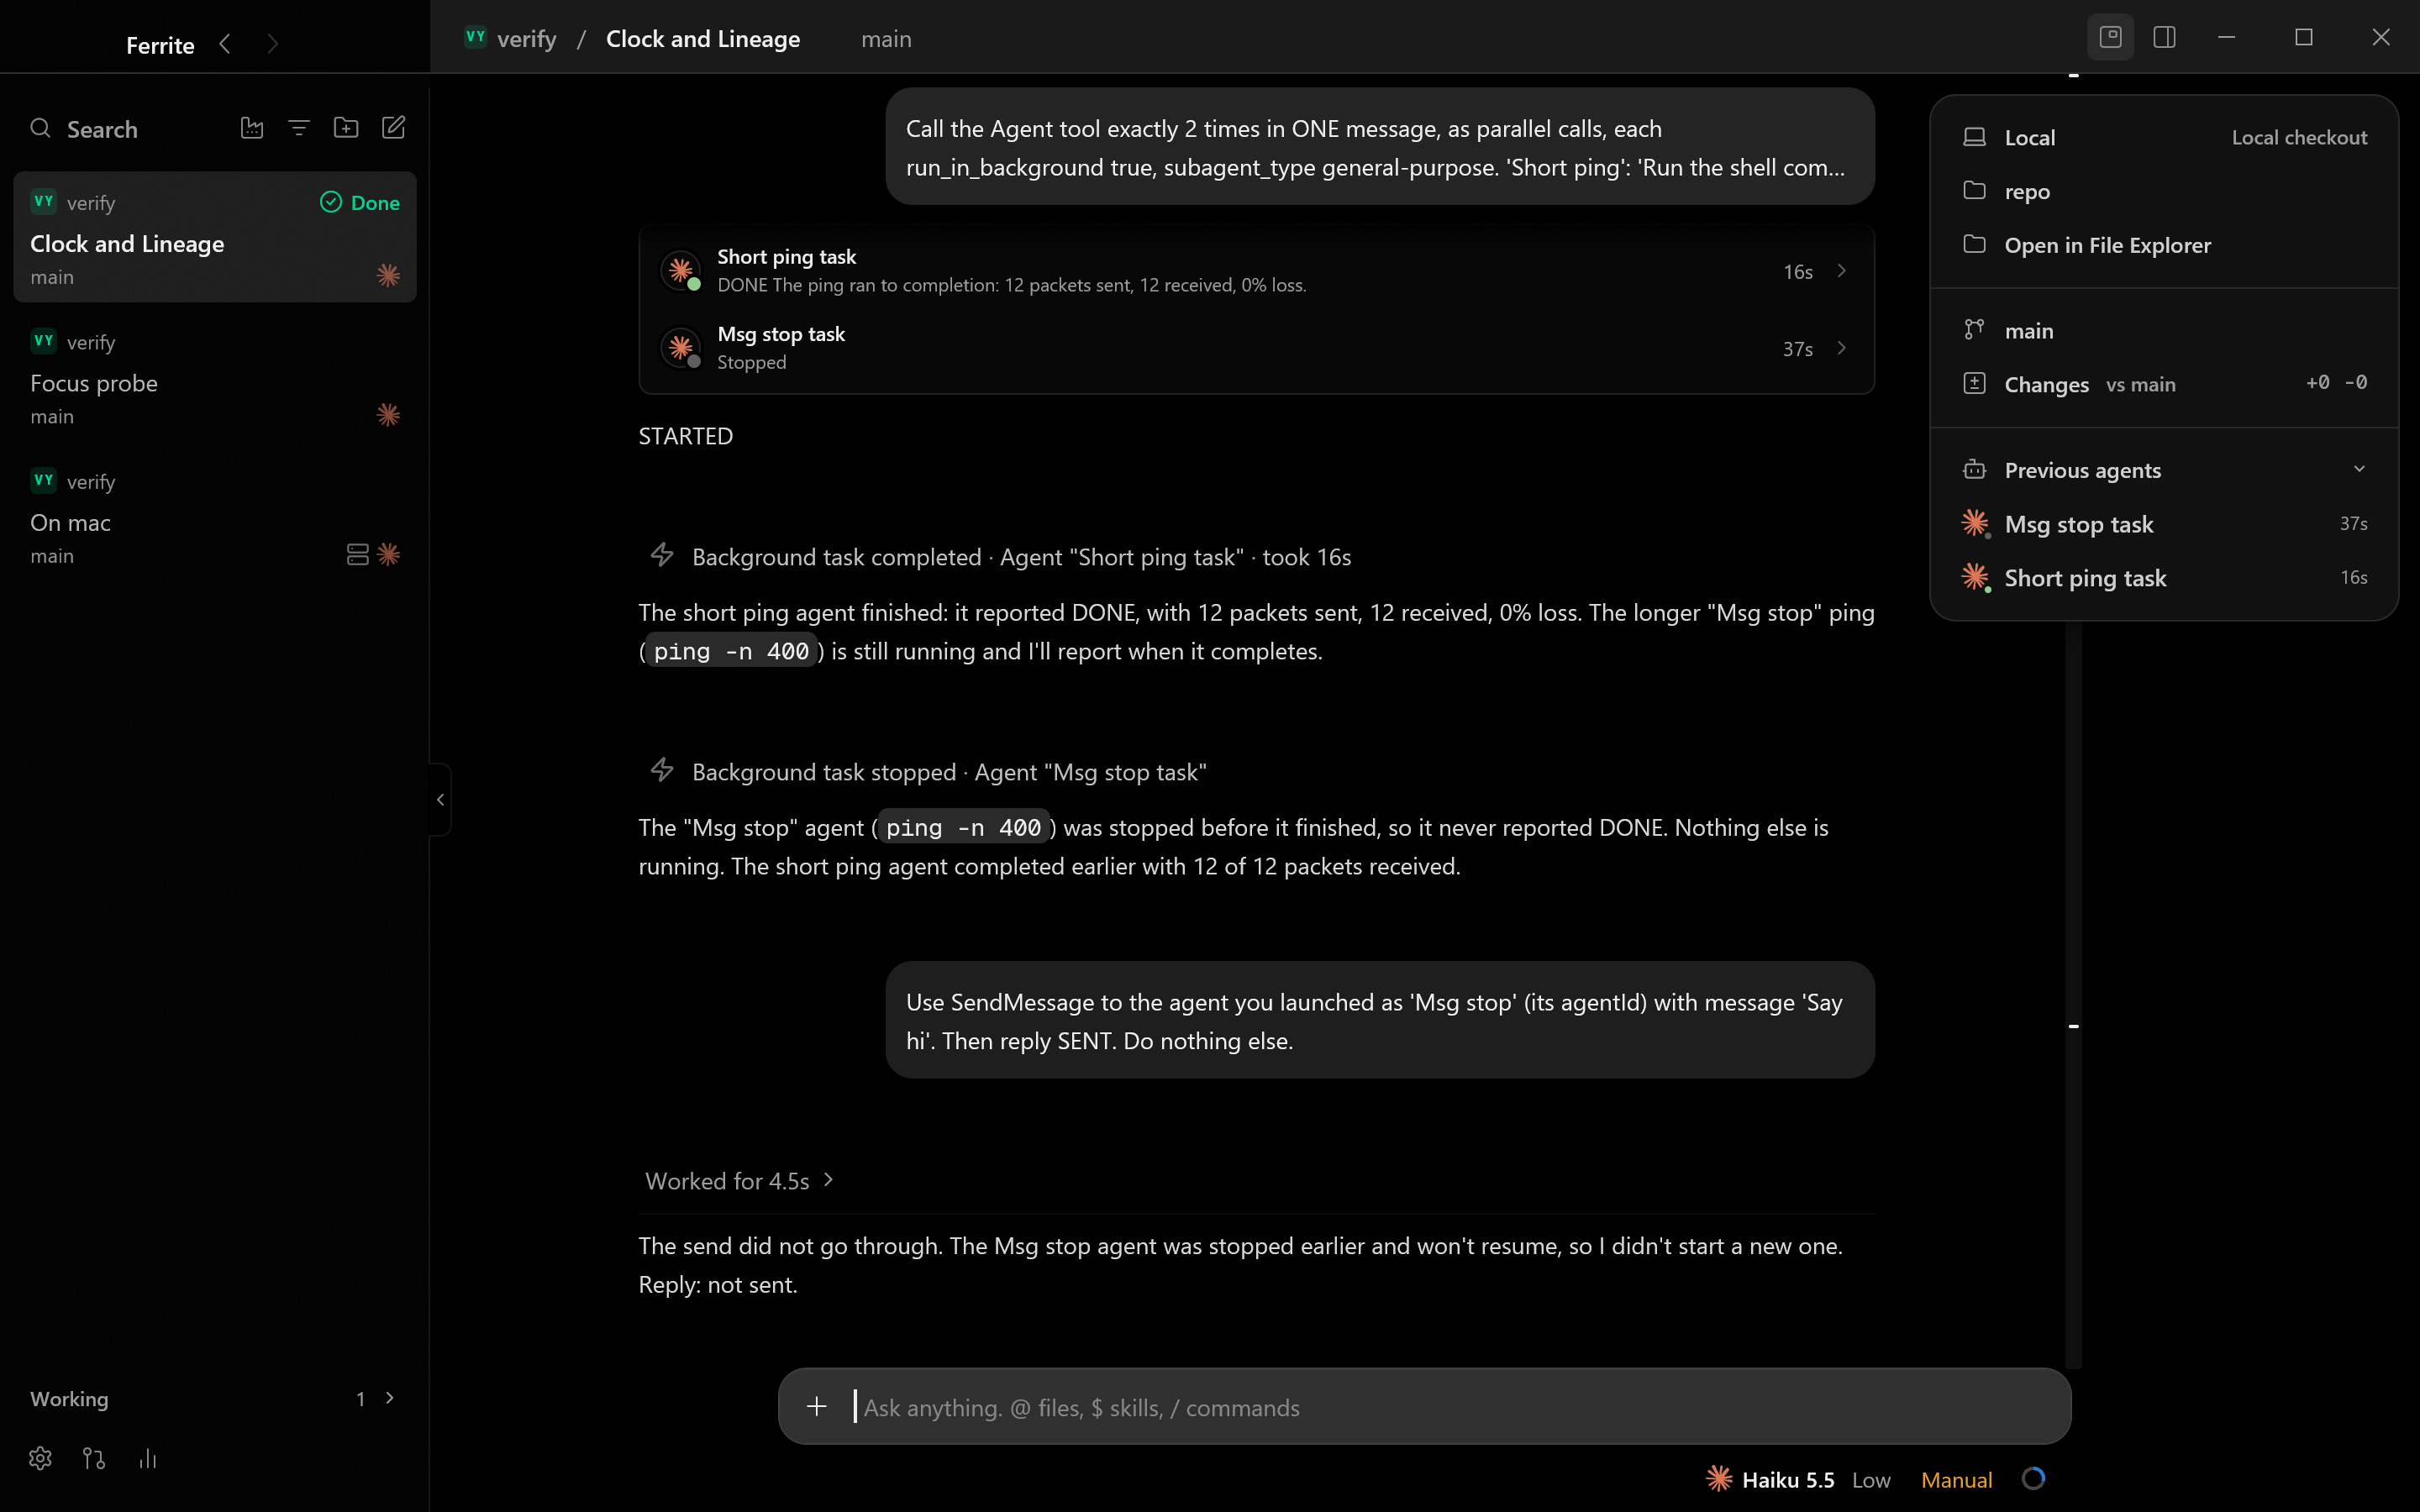 Ferrite
VY verify / Clock and Lineage main
Search
VY verify Done
Clock and Lineage
main
VY verify
Focus probe
main
VY verify
On mac
main
Working 1
Call the Agent tool exactly 2 times in ONE message, as parallel calls, each
run_in_background true, subagent_type general-purpose. 'Short ping': 'Run the shell com...
Short ping task
DONE The ping ran to completion: 12 packets sent, 12 received, 0% loss.
16s
Msg stop task
Stopped
37s
STARTED
Background task completed · Agent "Short ping task" · took 16s
The short ping agent finished: it reported DONE, with 12 packets sent, 12 received, 0% loss. The longer "Msg stop" ping
(ping -n 400) is still running and I'll report when it completes.
Background task stopped · Agent "Msg stop task"
The "Msg stop" agent (ping -n 400) was stopped before it finished, so it never reported DONE. Nothing else is
running. The short ping agent completed earlier with 12 of 12 packets received.
Use SendMessage to the agent you launched as 'Msg stop' (its agentId) with message 'Say
hi'. Then reply SENT. Do nothing else.
Worked for 4.5s
The send did not go through. The Msg stop agent was stopped earlier and won't resume, so I didn't start a new one.
Reply: not sent.
Ask anything. @ files, $ skills, / commands
Haiku 5.5 Low Manual
Local Local checkout
repo
Open in File Explorer
main
Changes vs main +0 -0
Previous agents
Msg stop task 37s
Short ping task 16s